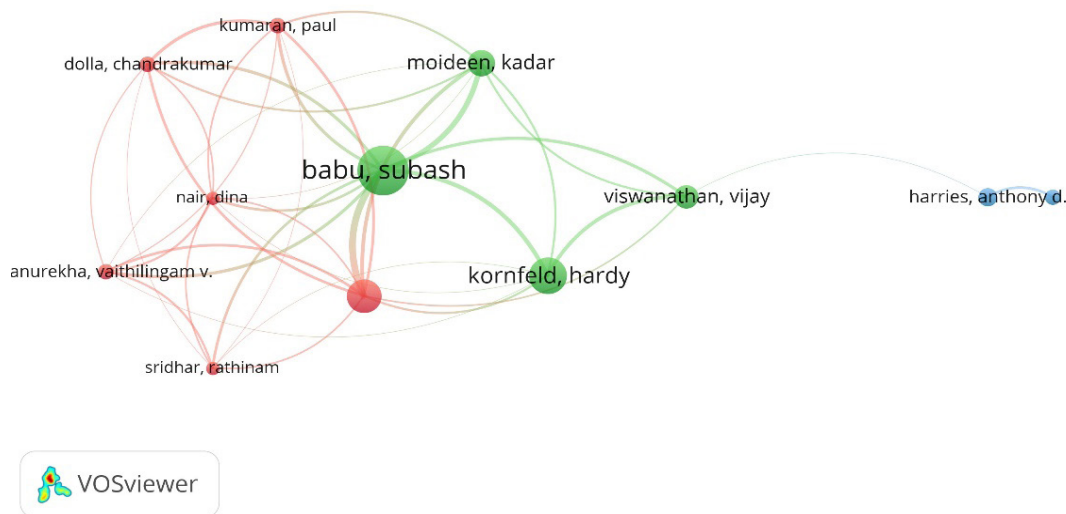 kumaran, paul
dolla, chandrakumar
moideen, kadar
babu, subash
nair, dina
viswanathan, vijay
harries, anthony d.
anurekha, vaithilingam v.
kornfeld, hardy
sridhar, rathinam
VOSviewer